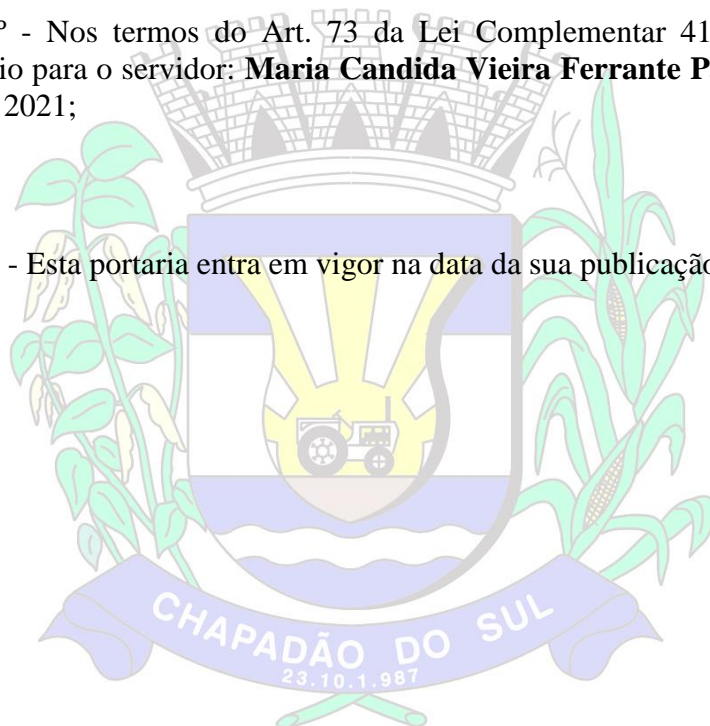 º - Nos termos do Art. 73 da Lei Complementar 41
io para o servidor: Maria Candida Vieira Ferrante P
2021;
- Esta portaria entra em vigor na data da sua publicação
CHAPADÃO DO SUL
23.10.1.987